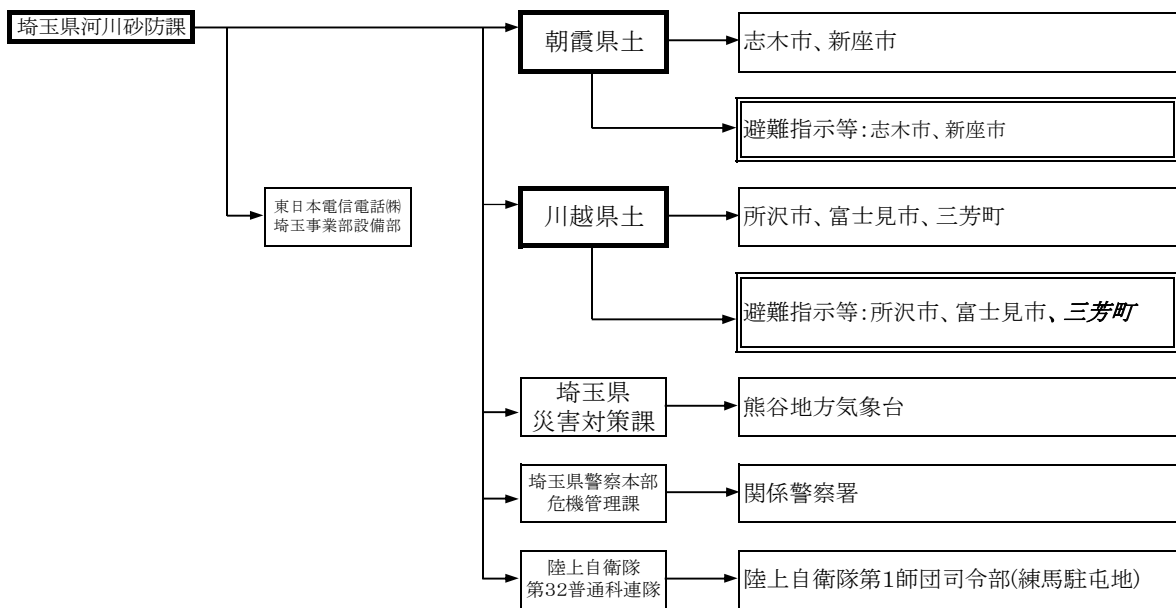 埼玉県河川砂防課
朝霞県土
志木市、新座市
避難指示等:志木市、新座市
東日本電信電話㈱
埼玉事業部設備部
川越県土
所沢市、富士見市、三芳町
避難指示等:所沢市、富士見市、三芳町
埼玉県
災害対策課
熊谷地方気象台
埼玉県警察本部
危機管理課
関係警察署
陸上自衛隊
第32普通科連隊
陸上自衛隊第1師団司令部(練馬駐屯地)